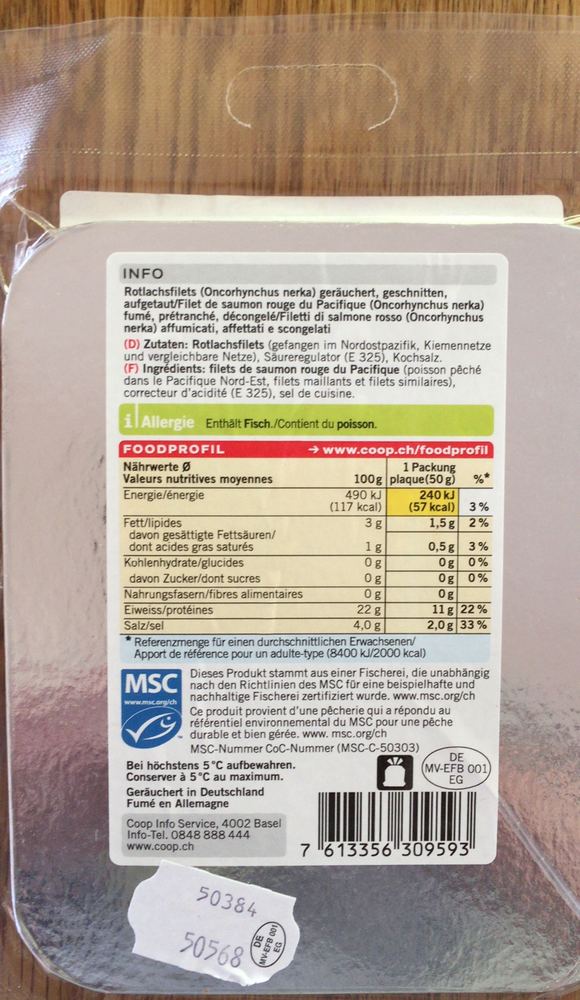 INFO
Rotlachsfilets (Oncorhynchus nerka) geräuchert, geschnitten,
aufgetaut/Filet de saumon rouge du Pacifique (Oncorhynchus nerka)
fumé, prétranché, décongelé/Filetti di salmone rosso (Oncorhynchus
nerka) affumicati, affettati e scongelati
(D) Zutaten: Rotlachsfilets (gefangen im Nordostpazifik, Kiemennetze
und vergleichbare Netze), Säureregulator (E 325), Kochsalz.
(F) Ingrédients: filets de saumon rouge du Pacifique (poisson pêché
dans le Pacifique Nord-Est, filets maillants et filets similaires),
correcteur d'acidité (E 325), sel de cuisine.
i Allergie Enthält Fisch./Contient du poisson.
FOODPROFIL → www.coop.ch/foodprofil
Nährwerte Ø 1 Packung
Valeurs nutritives moyennes 100g plaque(50 g) %*
Energie/énergie 490 kJ 240 kJ
(117 kcal) (57 kcal) 3%
Fett/lipides 3 g 1,5 g 2%
davon gesättigte Fettsäuren/
dont acides gras saturés 1 g 0,5 g 3%
Kohlenhydrate/glucides 0 g 0 g 0%
davon Zucker/dont sucres 0 g 0 g 0%
Nahrungsfasern/fibres alimentaires 0 g 0 g
Eiweiss/protéines 22 g 11 g 22%
Salz/sel 4,0 g 2,0 g 33%
* Referenzmenge für einen durchschnittlichen Erwachsenen/
Apport de référence pour un adulte-type (8400 kJ/2000 kcal)
MSC
www.msc.org/ch
Dieses Produkt stammt aus einer Fischerei, die unabhängig
nach den Richtlinien des MSC für eine beispielhafte und
nachhaltige Fischerei zertifiziert wurde. www.msc.org/ch
Ce produit provient d'une pêcherie qui a répondu au
référentiel environnemental du MSC pour une pêche
durable et bien gérée. www. msc.org/ch
MSC-Nummer CoC-Nummer (MSC-C-50303)
Bei höchstens 5°C aufbewahren.
Conserver à 5°C au maximum.
Geräuchert in Deutschland
Fumé en Allemagne
DE
MV-EFB 001
EG
Coop Info Service, 4002 Basel
Info-Tel. 0848 888 444
www.coop.ch
7 613356 309593
50384
50568
DE
MV-EFB 001
EG